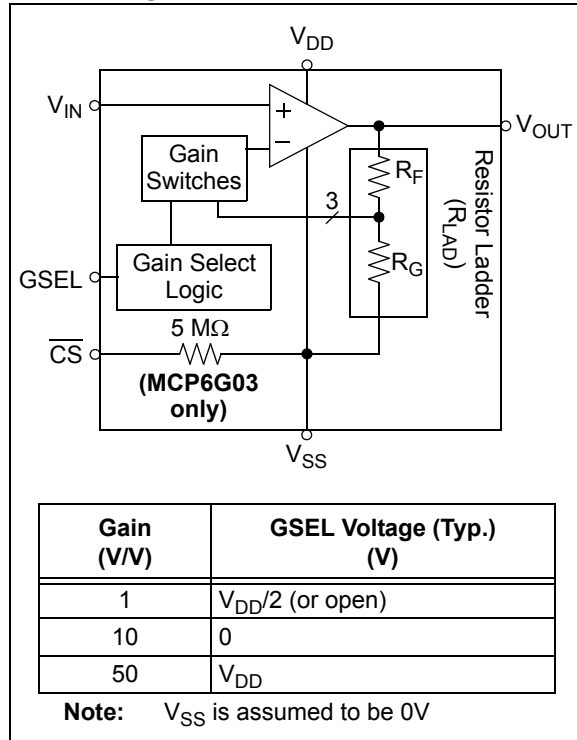 V_DD
V_IN
+
−
V_OUT
Gain
Switches
3
R_F
R_G
Resistor Ladder
(R_LAD)
GSEL
Gain Select
Logic
CS
5 MΩ
(MCP6G03
only)
V_SS
Gain
(V/V)
GSEL Voltage (Typ.)
(V)
1
V_DD/2 (or open)
10
0
50
V_DD
Note: V_SS is assumed to be 0V